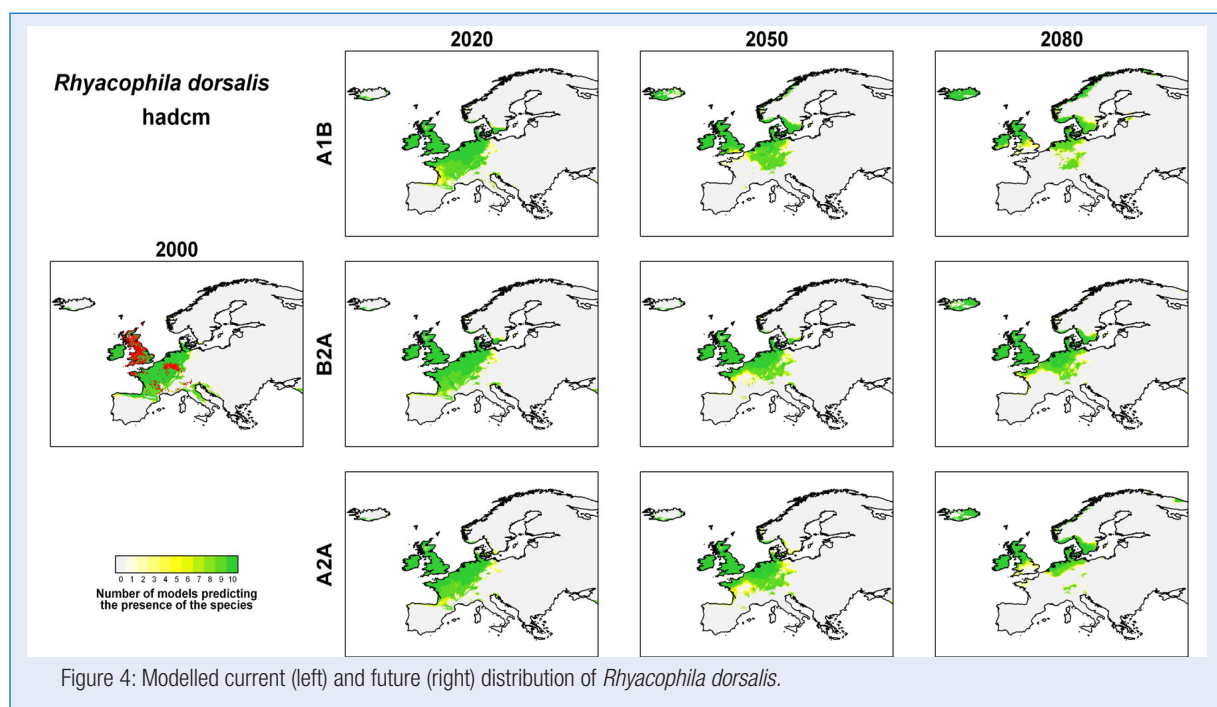 Rhyacophila dorsalis
hadcm
2020
2050
2080
A1B
2000
B2A
A2A
0 1 2 3 4 5 6 7 8 9 10
Number of models predicting
the presence of the species
Figure 4: Modelled current (left) and future (right) distribution of Rhyacophila dorsalis.